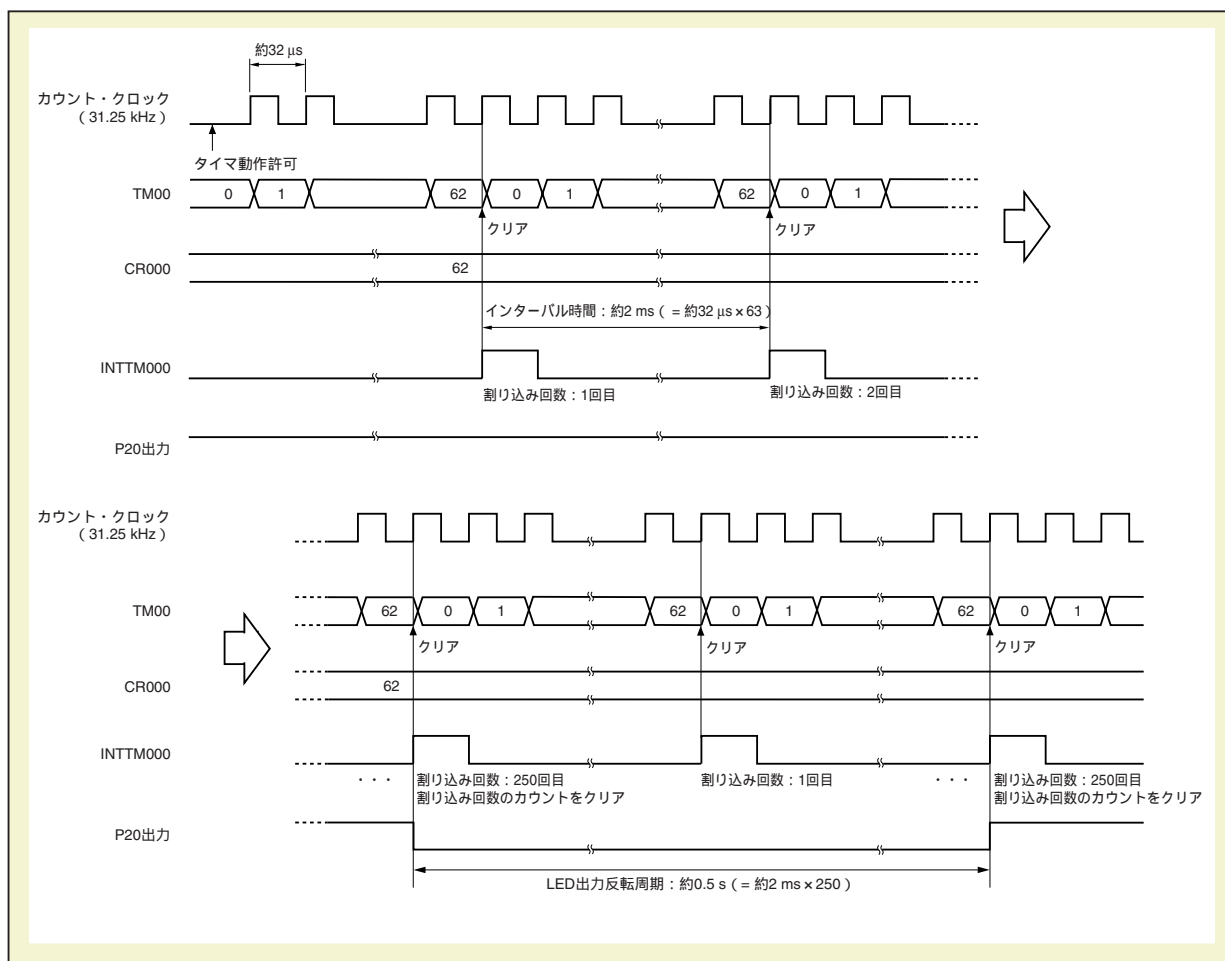 約32 μs
カウント・クロック
（31.25 kHz）
タイマ動作許可
TM00
0 1 62 0 1 62 0 1
クリア クリア
CR000
62
インターバル時間：約2 ms（＝約32 μs×63）
INTTM000
割り込み回数：1回目 割り込み回数：2回目
P20出力
カウント・クロック
（31.25 kHz）
TM00
62 0 1 62 0 1 62 0 1
クリア クリア クリア
CR000
62
INTTM000
・・・ 割り込み回数：250回目 割り込み回数：1回目 ・・・ 割り込み回数：250回目
割り込み回数のカウントをクリア 割り込み回数のカウントをクリア
P20出力
LED出力反転周期：約0.5 s（＝約2 ms×250）